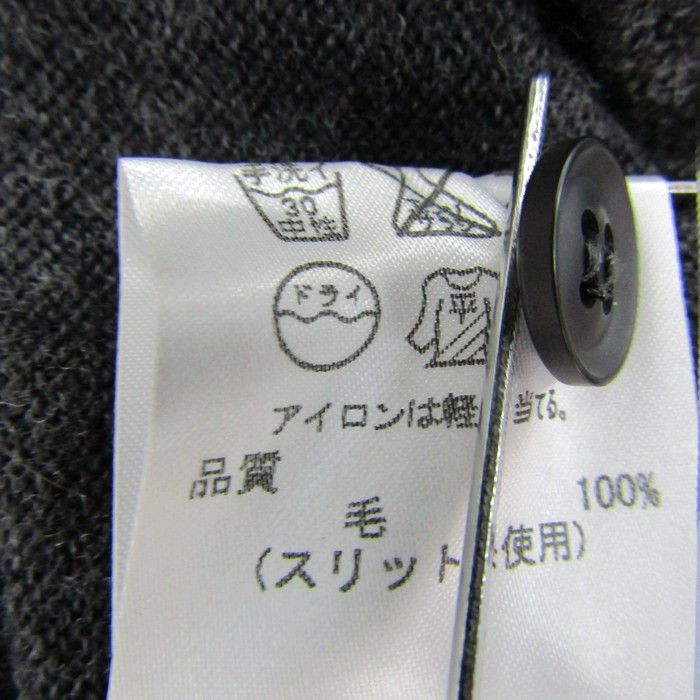 手洗イ
30
中性
ドライ
平
アイロンは軽 当てる。
品質
毛 100%
(スリット 使用)